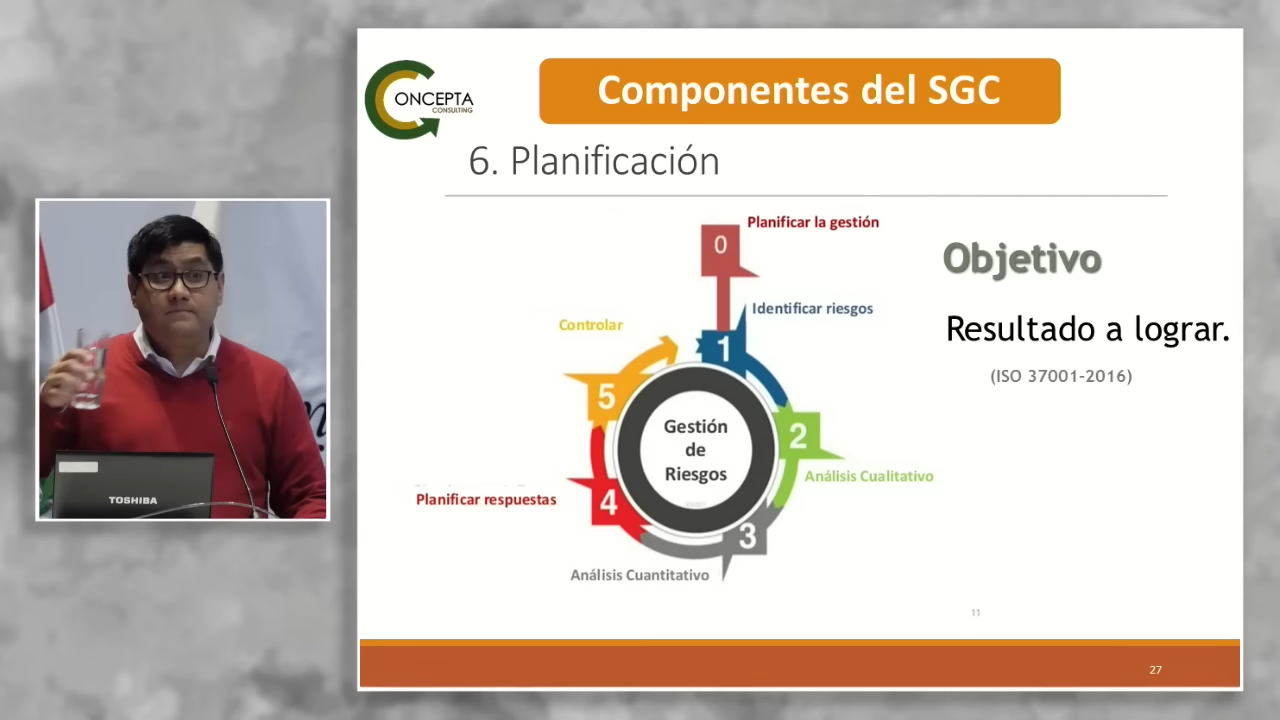 ONCEPTA
CONSULTING
Componentes del SGC
6. Planificación
0
Planificar la gestión
Objetivo
Identificar riesgos
1
Controlar
Resultado a lograr.
(ISO 37001-2016)
5
2
Gestión
de
Riesgos
Análisis Cualitativo
Planificar respuestas
4
3
Análisis Cuantitativo
TOSHIBA
11
27